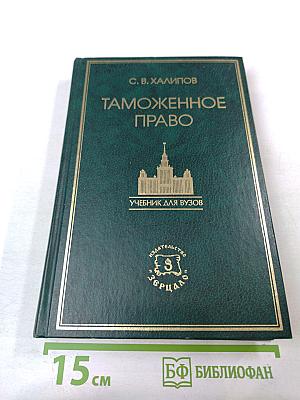 С. В. ХАЛИПОВ
ТАМОЖЕННОЕ
ПРАВО
УЧЕБНИК ДЛЯ ВУЗОВ
ИЗДАТЕЛЬСТВО
"ЗЕРЦАЛО"
15 см
БФ БИБЛИОФАН